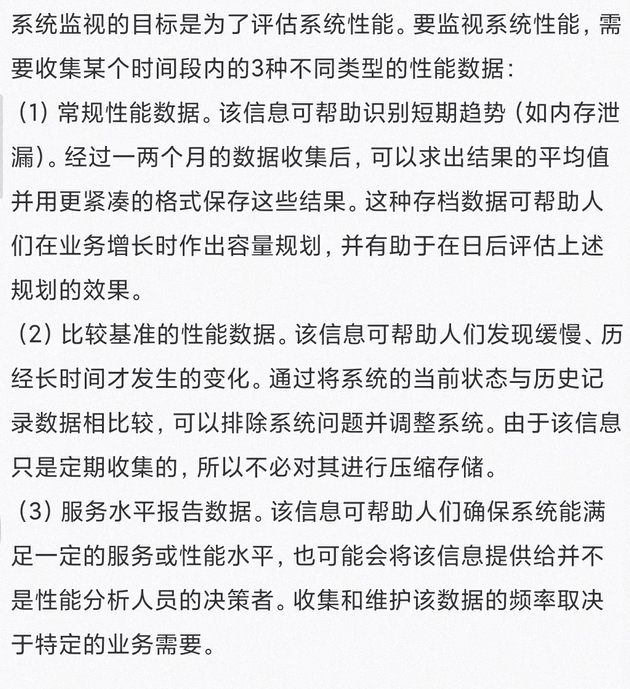 系统监视的目标是为了评估系统性能。要监视系统性能，需
要收集某个时间段内的3种不同类型的性能数据：
（1）常规性能数据。该信息可帮助识别短期趋势（如内存泄
漏）。经过一两个月的数据收集后，可以求出结果的平均值
并用更紧凑的格式保存这些结果。这种存档数据可帮助人
们在业务增长时作出容量规划，并有助于在日后评估上述
规划的效果。
（2）比较基准的性能数据。该信息可帮助人们发现缓慢、历
经长时间才发生的变化。通过将系统的当前状态与历史记
录数据相比较，可以排除系统问题并调整系统。由于该信息
只是定期收集的，所以不必对其进行压缩存储。
（3）服务水平报告数据。该信息可帮助人们确保系统能满
足一定的服务或性能水平，也可能会将该信息提供给并不
是性能分析人员的决策者。收集和维护该数据的频率取决
于特定的业务需要。